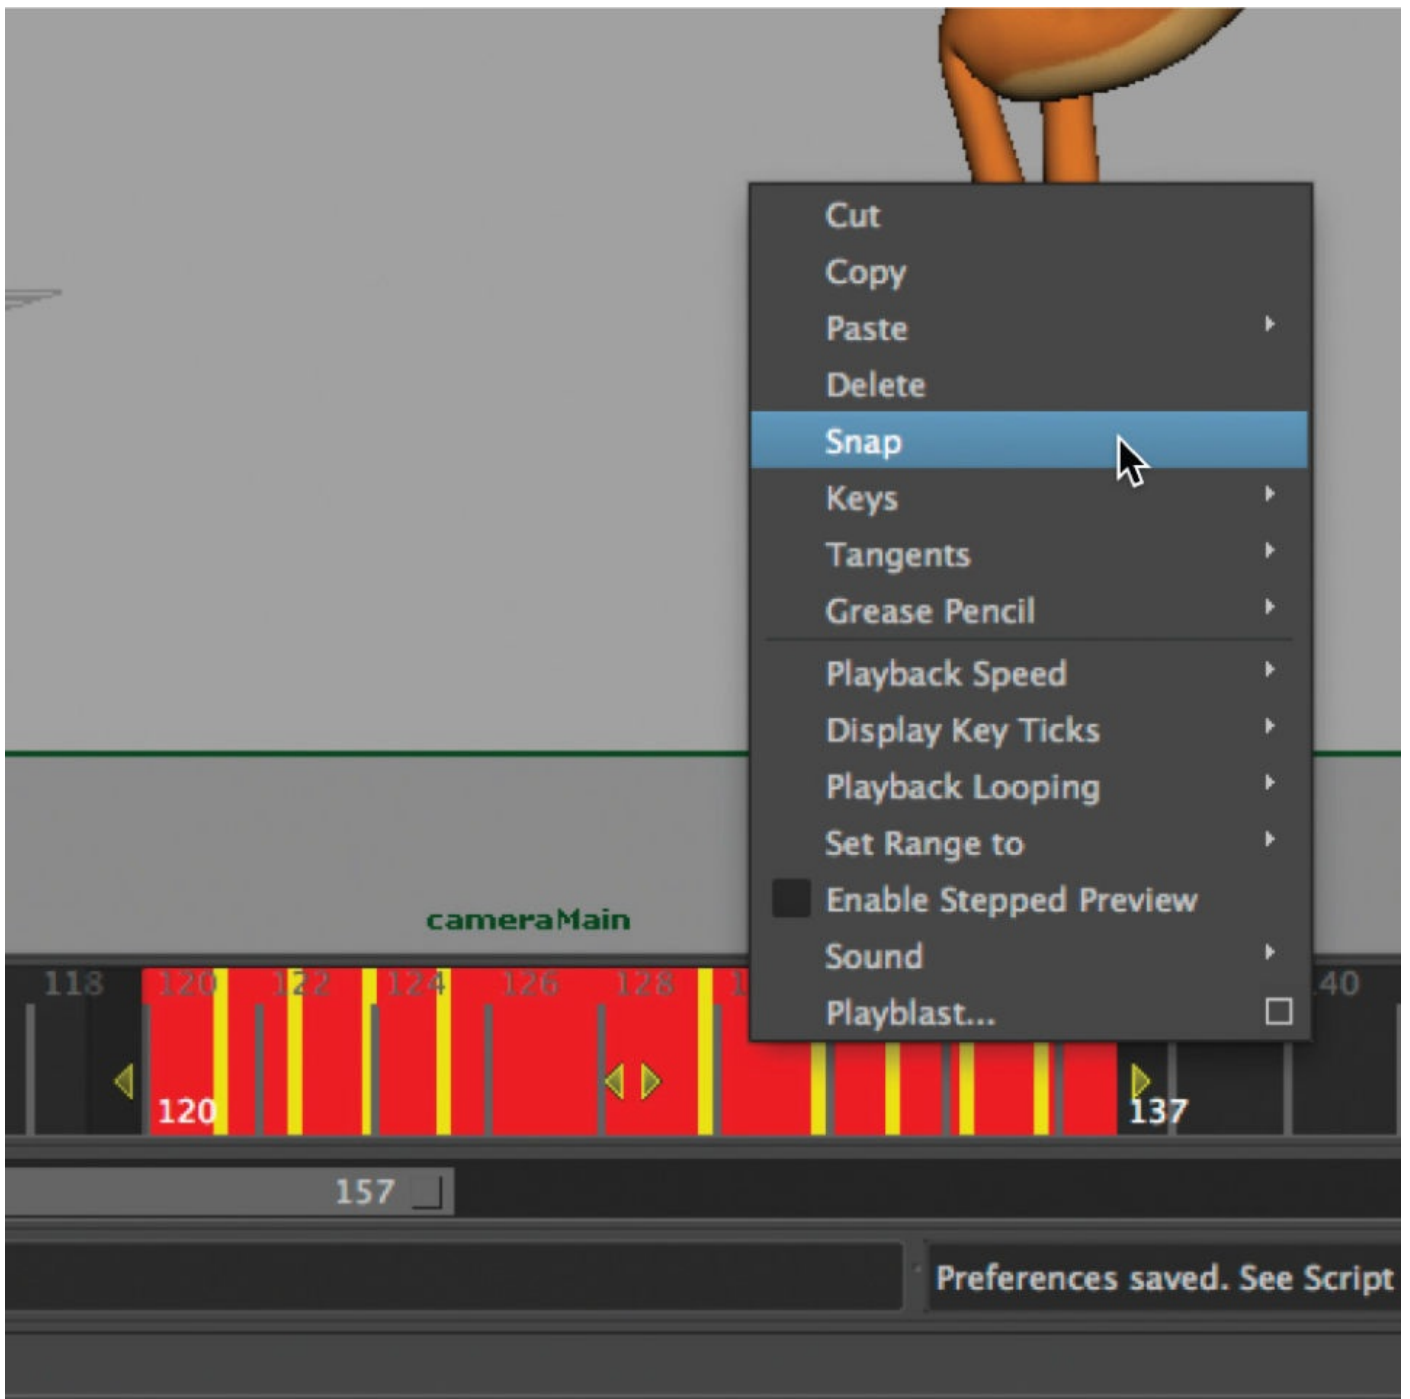 Cut
Copy
Paste
Delete
Snap
Keys
Tangents
Grease Pencil
Playback Speed
Display Key Ticks
Playback Looping
Set Range to
Enable Stepped Preview
Sound
Playblast...
cameraMain
118 120 122 124 126 128 1 40
120 137
157
Preferences saved. See Script